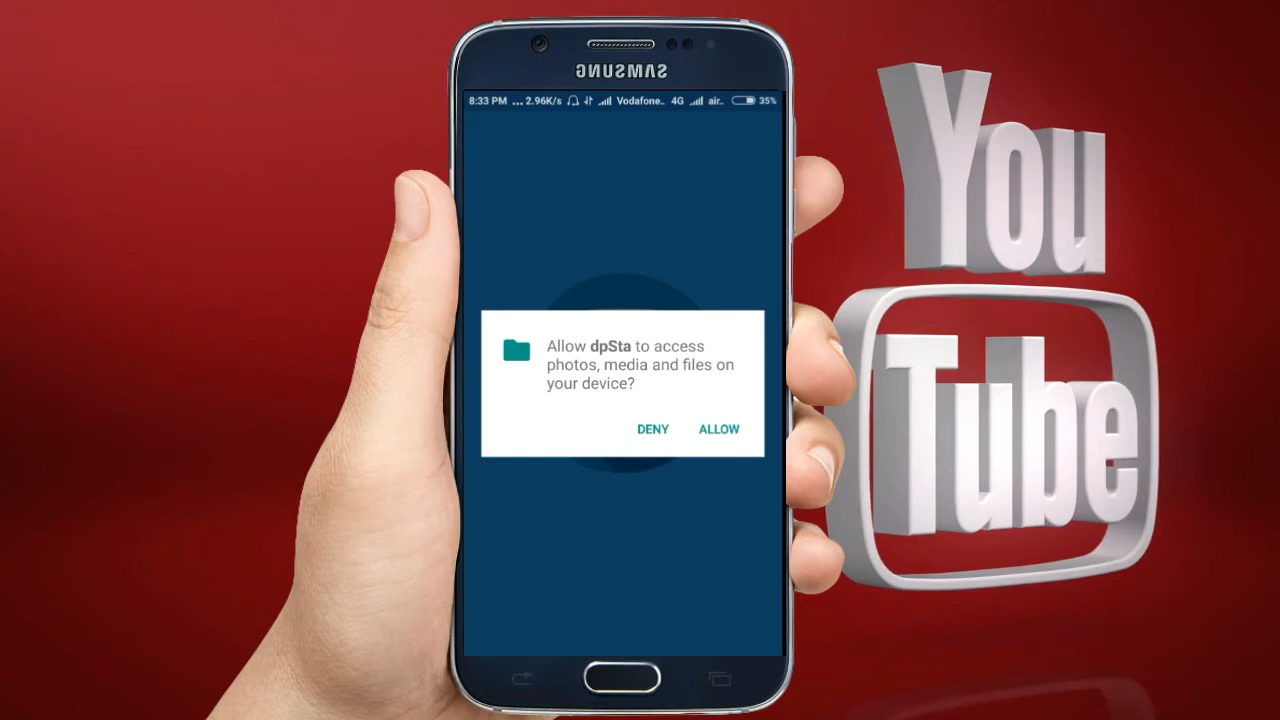 SAMSUNG
8:33 PM ... 2.96K/s Vodafone.. 4G air.. 35%
Allow dpSta to access
photos, media and files on
your device?
DENY ALLOW
You
Tube